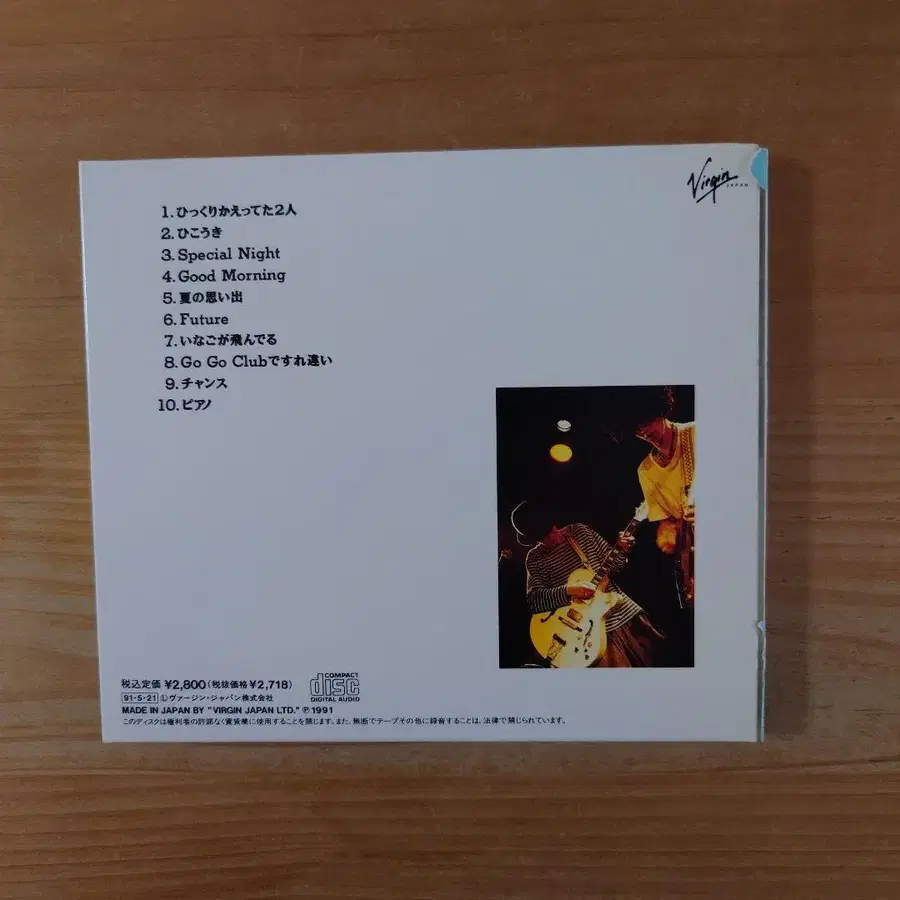 Virgin
JAPAN
1. ひっくりかえってた2人
2. ひこうき
3. Special Night
4. Good Morning
5. 夏の思い出
6. Future
7. いなごが飛んでる
8. Go Go Clubですれ違い
9. チャンス
10. ピアノ
税込定価 ¥2,800(税抜価格¥2,718)
COMPACT
disc
DIGITAL AUDIO
91・5・21 Ⓛヴァージン・ジャパン株式会社
MADE IN JAPAN BY "VIRGIN JAPAN LTD." ℗ 1991
このディスクは権利者の許諾なく賃貸業に使用することを禁じます。また、無断でテープその他に録音することは、法律で禁じられています。